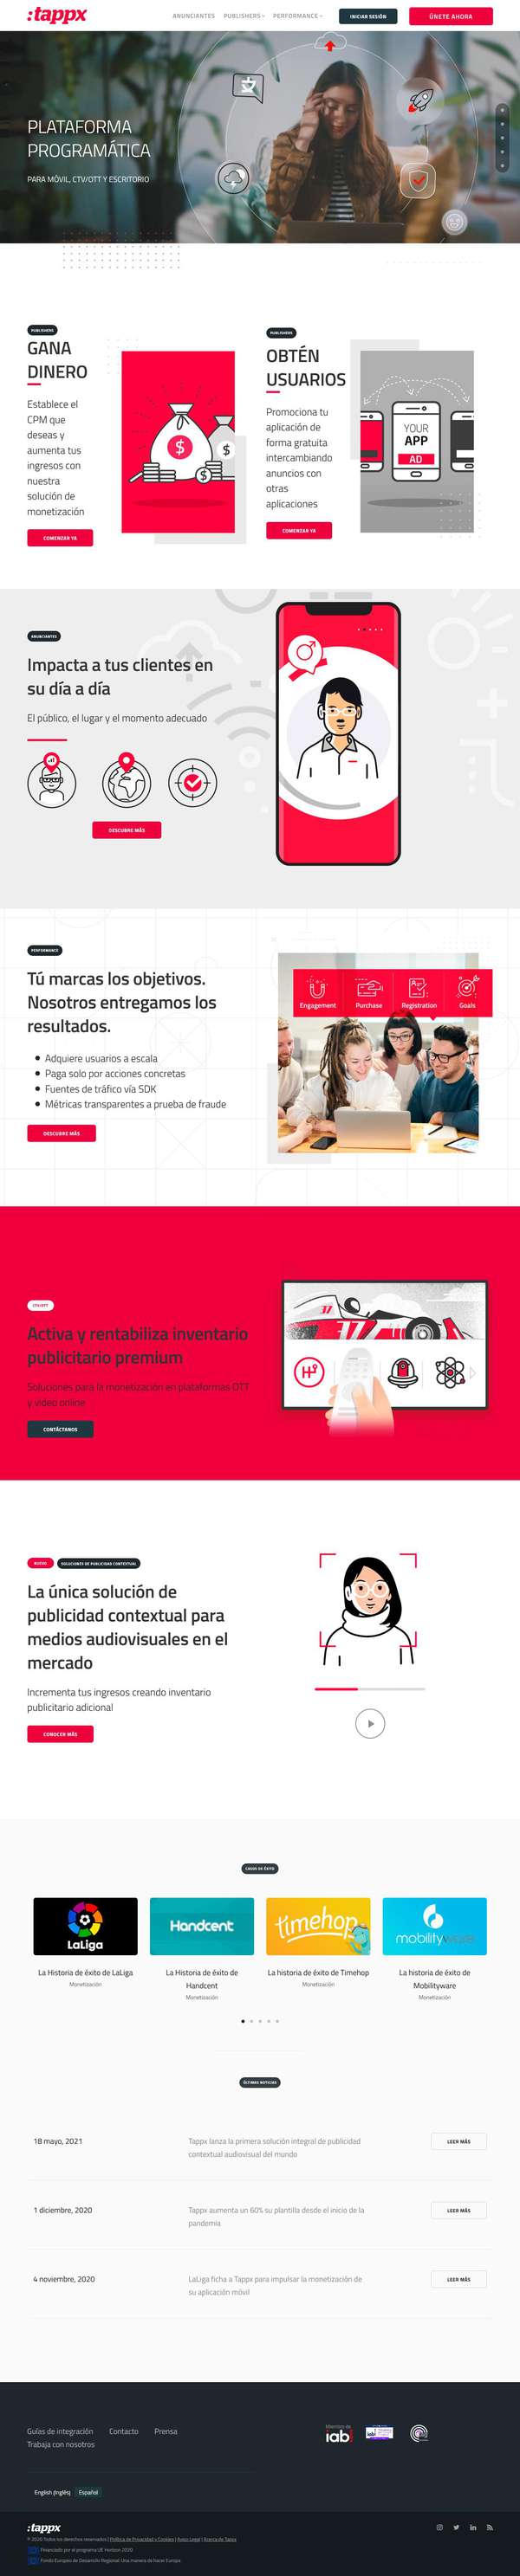 :tappx
ANUNCIANTES PUBLISHERS PERFORMANCE INICIAR SESIÓN ÚNETE AHORA
PLATAFORMA
PROGRAMÁTICA
PARA MÓVIL, CTV/OTT Y ESCRITORIO
PUBLISHERS
GANA
DINERO
Establece el
CPM que
deseas y
aumenta tus
ingresos con
nuestra
solución de
monetización
COMENZAR YA
PUBLISHERS
OBTÉN
USUARIOS
Promociona tu
aplicación de
forma gratuita
intercambiando
anuncios con
otras
aplicaciones
COMENZAR YA
YOUR
APP
AD
ANUNCIANTES
Impacta a tus clientes en
su día a día
El público, el lugar y el momento adecuado
DESCUBRE MÁS
PERFORMANCE
Tú marcas los objetivos.
Nosotros entregamos los
resultados.
Adquiere usuarios a escala
Paga solo por acciones concretas
Fuentes de tráfico vía SDK
Métricas transparentes a prueba de fraude
DESCUBRE MÁS
Engagement Purchase Registration Goals
CTV/OTT
Activa y rentabiliza inventario
publicitario premium
Soluciones para la monetización en plataformas OTT
y video online
CONTÁCTANOS
NUEVO SOLUCIONES DE PUBLICIDAD CONTEXTUAL
La única solución de
publicidad contextual para
medios audiovisuales en el
mercado
Incrementa tus ingresos creando inventario
publicitario adicional
CONOCER MÁS
CASOS DE ÉXITO
LaLiga
Handcent
timehop
mobilityware
La Historia de éxito de LaLiga
Monetización
La Historia de éxito de
Handcent
Monetización
La historia de éxito de Timehop
Monetización
La historia de éxito de
Mobilityware
Monetización
ÚLTIMAS NOTICIAS
18 mayo, 2021
Tappx lanza la primera solución integral de publicidad
contextual audiovisual del mundo
LEER MÁS
1 diciembre, 2020
Tappx aumenta un 60% su plantilla desde el inicio de la
pandemia
LEER MÁS
4 noviembre, 2020
LaLiga ficha a Tappx para impulsar la monetización de
su aplicación móvil
LEER MÁS
Guías de integración Contacto Prensa
Trabaja con nosotros
Miembro de
iab!
English (Inglés) Español
:tappx
© 2020 Todos los derechos reservados | Política de Privacidad y Cookies | Aviso Legal | Acerca de Tappx
Financiado por el programa UE Horizon 2020
Fondo Europeo de Desarrollo Regional Una manera de hacer Europa